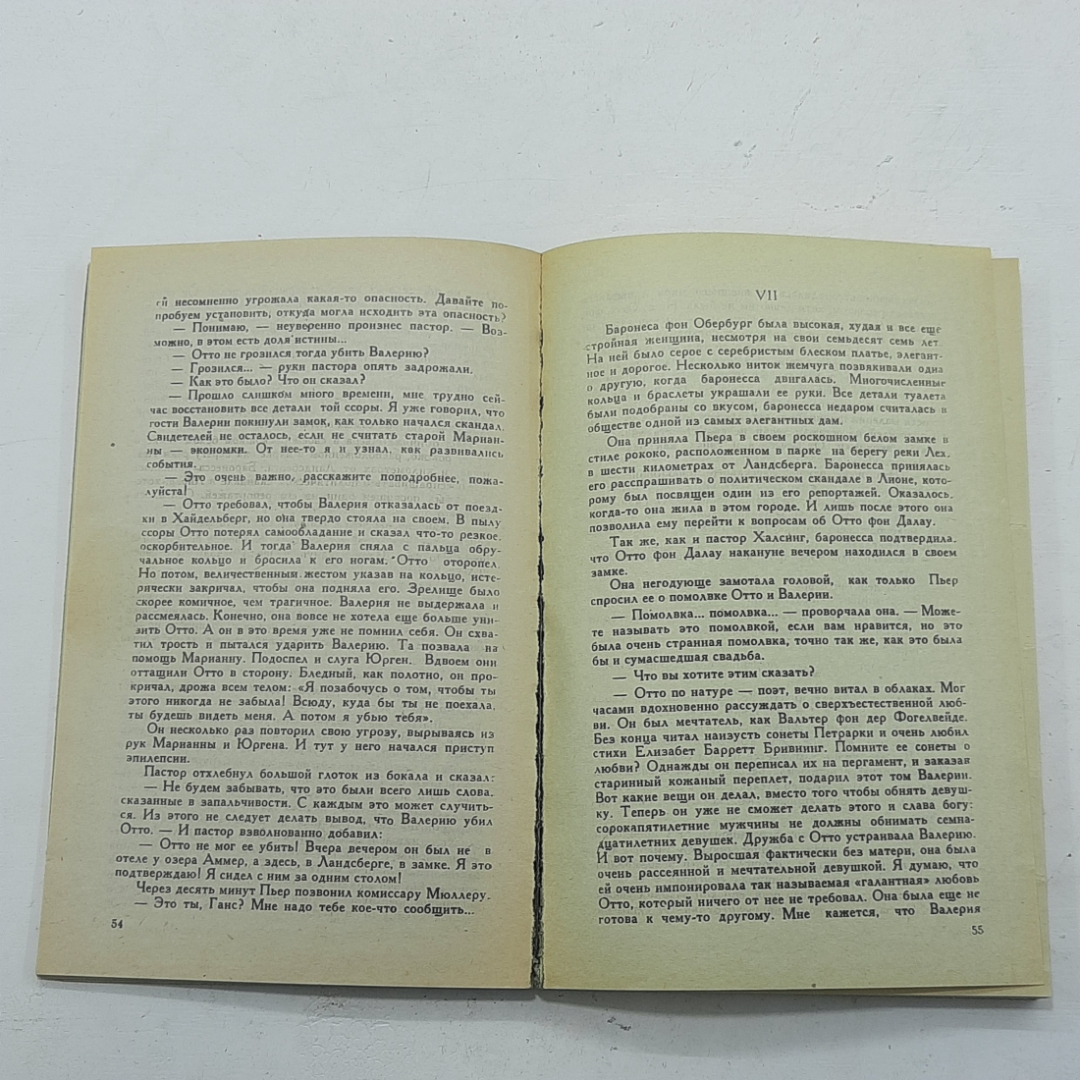 ей несомненно угрожала какая-то опасность. Давайте по-
пробуем установить, откуда могла исходить эта опасность?
— Понимаю, — неуверенно произнес пастор. — Воз-
можно, в этом есть доля истины...
— Отто не грозился тогда убить Валерию?
— Грозился... — руки пастора опять задрожали.
— Как это было? Что он сказал?
— Прошло слишком много времени, мне трудно сей-
час восстановить все детали той ссоры. Я уже говорил, что
гости Валерии покинули замок, как только начался скандал.
Свидетелей не осталось, если не считать старой Мариан-
ны — экономки. От нее-то я и узнал, как развивались
события.
— Это очень важно, расскажите поподробнее, пожа-
луйста!
— Отто требовал, чтобы Валерия отказалась от поезд-
ки в Хайдельберг, но она твердо стояла на своем. В пылу
ссоры Отто потерял самообладание и сказал что-то резкое,
оскорбительное. И тогда Валерия сняла с пальца обру-
чальное кольцо и бросила к его ногам. Отто оторопел.
Но потом, величественным жестом указав на кольцо, исте-
рически закричал, чтобы она подняла его. Зрелище было
скорее комичное, чем трагичное. Валерия не выдержала и
рассмеялась. Конечно, она вовсе не хотела еще больше уни-
зить Отто. А он в это время уже не помнил себя. Он схва-
тил трость и пытался ударить Валерию. Та позвала на
помощь Марианну. Подоспел и слуга Юрген. Вдвоем они
оттащили Отто в сторону. Бледный, как полотно, он про-
кричал, дрожа всем телом: «Я позабочусь о том, чтобы ты
этого никогда не забыла! Всюду, куда бы ты не поехала,
ты будешь видеть меня. А потом я убью тебя».
Он несколько раз повторил свою угрозу, вырываясь из
рук Марианны и Юргена. И тут у него начался приступ
эпилепсии.
Пастор отхлебнул большой глоток из бокала и сказал:
— Не будем забывать, что это были всего лишь слова,
сказанные в запальчивости. С каждым это может случить-
ся. Из этого не следует делать вывод, что Валерию убил
Отто. — И пастор взволнованно добавил:
— Отто не мог ее убить! Вчера вечером он был не в
отеле у озера Аммер, а здесь, в Ландсберге, в замке. Я это
подтверждаю! Я сидел с ним за одним столом!
Через десять минут Пьер позвонил комиссару Мюллеру.
— Это ты, Ганс? Мне надо тебе кое-что сообщить...
54
VII
Баронеса фон Обербург была высокая, худая и все еще
стройная женщина, несмотря на свои семьдесят семь лет.
На ней было серое с серебристым блеском платье, элегант-
ное и дорогое. Несколько ниток жемчуга позвякивали одна
о другую, когда баронесса двигалась. Многочисленные
кольца и браслеты украшали ее руки. Все детали туалета
были подобраны со вкусом, баронесса недаром считалась в
обществе одной из самых элегантных дам.
Она приняла Пьера в своем роскошном белом замке в
стиле рококо, расположенном в парке на берегу реки Лех,
в шести километрах от Ландсберга. Баронесса принялась
его расспрашивать о политическом скандале в Лионе, кото-
рому был посвящен один из его репортажей. Оказалось,
когда-то она жила в этом городе. И лишь после этого она
позволила ему перейти к вопросам об Отто фон Далау.
Так же, как и пастор Халсинг, баронесса подтвердила,
что Отто фон Далау накануне вечером находился в своем
замке.
Она негодующе замотала головой, как только Пьер
спросил ее о помолвке Отто и Валерии.
— Помолвка... помолвка... — проворчала она. — Може-
те называть это помолвкой, если вам нравится, но это
была очень странная помолвка, точно так же, как это была
бы и сумасшедшая свадьба.
— Что вы хотите этим сказать?
— Отто по натуре — поэт, вечно витал в облаках. Мог
часами вдохновенно рассуждать о сверхъестественной люб-
ви. Он был мечтатель, как Вальтер фон дер Фогелвейде.
Без конца читал наизусть сонеты Петрарки и очень любил
стихи Елизабет Барретт Бривнинг. Помните ее сонеты о
любви? Однажды он переписал их на пергамент, и заказав
старинный кожаный переплет, подарил этот том Валерии.
Вот какие вещи он делал, вместо того чтобы обнять девуш-
ку. Теперь он уже не сможет делать этого и слава богу:
сорокапятилетние мужчины не должны обнимать семна-
дцатилетних девушек. Дружба с Отто устраивала Валерию.
И вот почему. Выросшая фактически без матери, она была
очень рассеянной и мечтательной девушкой. Я думаю, что
ей очень импонировала так называемая «галантная» любовь
Отто, который ничего от нее не требовал. Она была еще не
готова к чему-то другому. Мне кажется, что Валерия
55